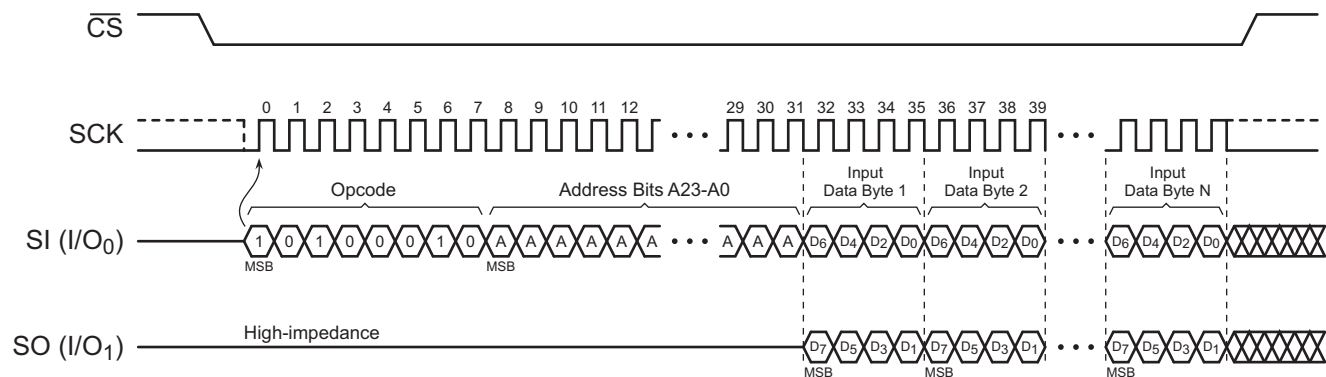 CS
0 1 2 3 4 5 6 7 8 9 10 11 12 29 30 31 32 33 34 35 36 37 38 39
SCK • • • • • •
Opcode Address Bits A23-A0 Input Data Byte 1 Input Data Byte 2 Input Data Byte N
SI (I/O0) 1 0 1 0 0 0 1 0 A A A A A A • • • A A A D6 D4 D2 D0 D6 D4 D2 D0 • • • D6 D4 D2 D0
MSB MSB
High-impedance
SO (I/O1) D7 D5 D3 D1 D7 D5 D3 D1 • • • D7 D5 D3 D1
MSB MSB MSB